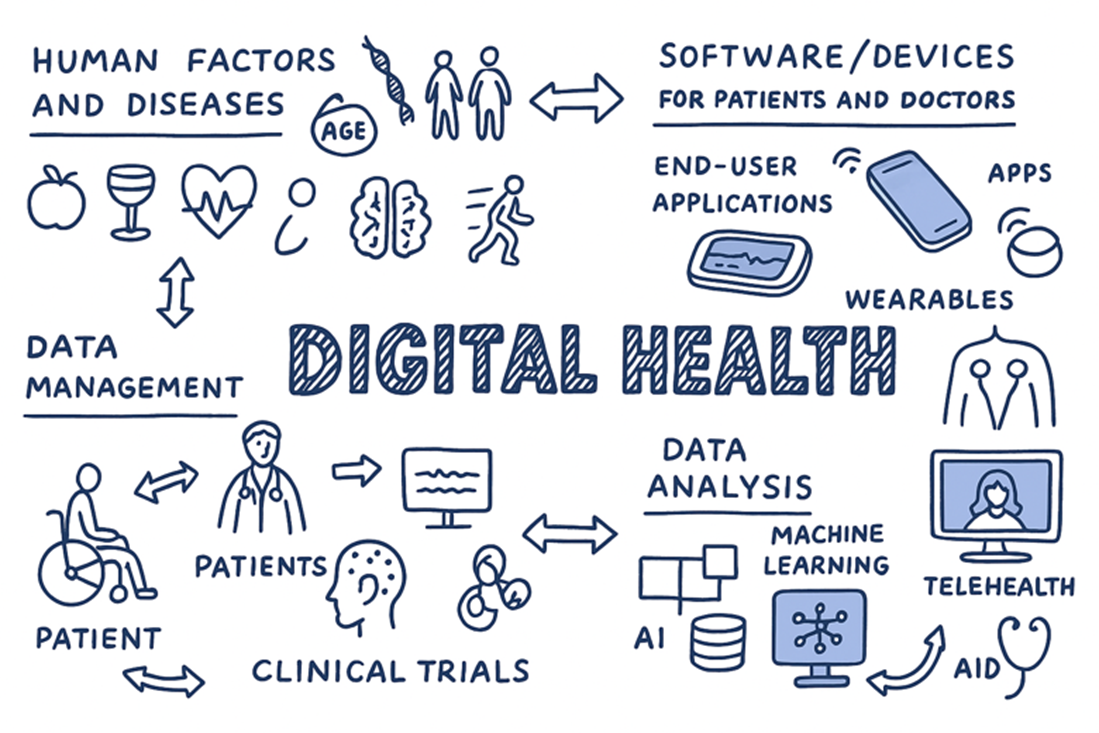 HUMAN FACTORS
AND DISEASES
AGE
SOFTWARE/DEVICES
FOR PATIENTS AND DOCTORS
END-USER
APPLICATIONS
APPS
WEARABLES
DIGITAL HEALTH
DATA
MANAGEMENT
PATIENTS
PATIENT
CLINICAL TRIALS
DATA
ANALYSIS
MACHINE
LEARNING
AI
TELEHEALTH
AID